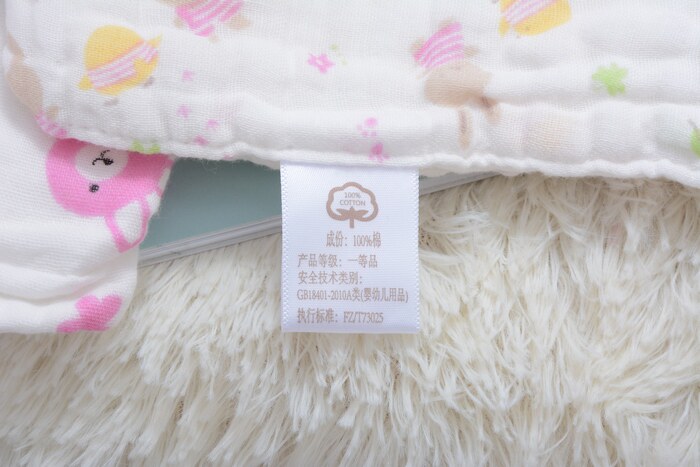 100%
COTTON
成份：100%棉
产品等级：一等品
安全技术类别：
GB18401-2010A类(婴幼儿用品)
执行标准：FZ/T73025